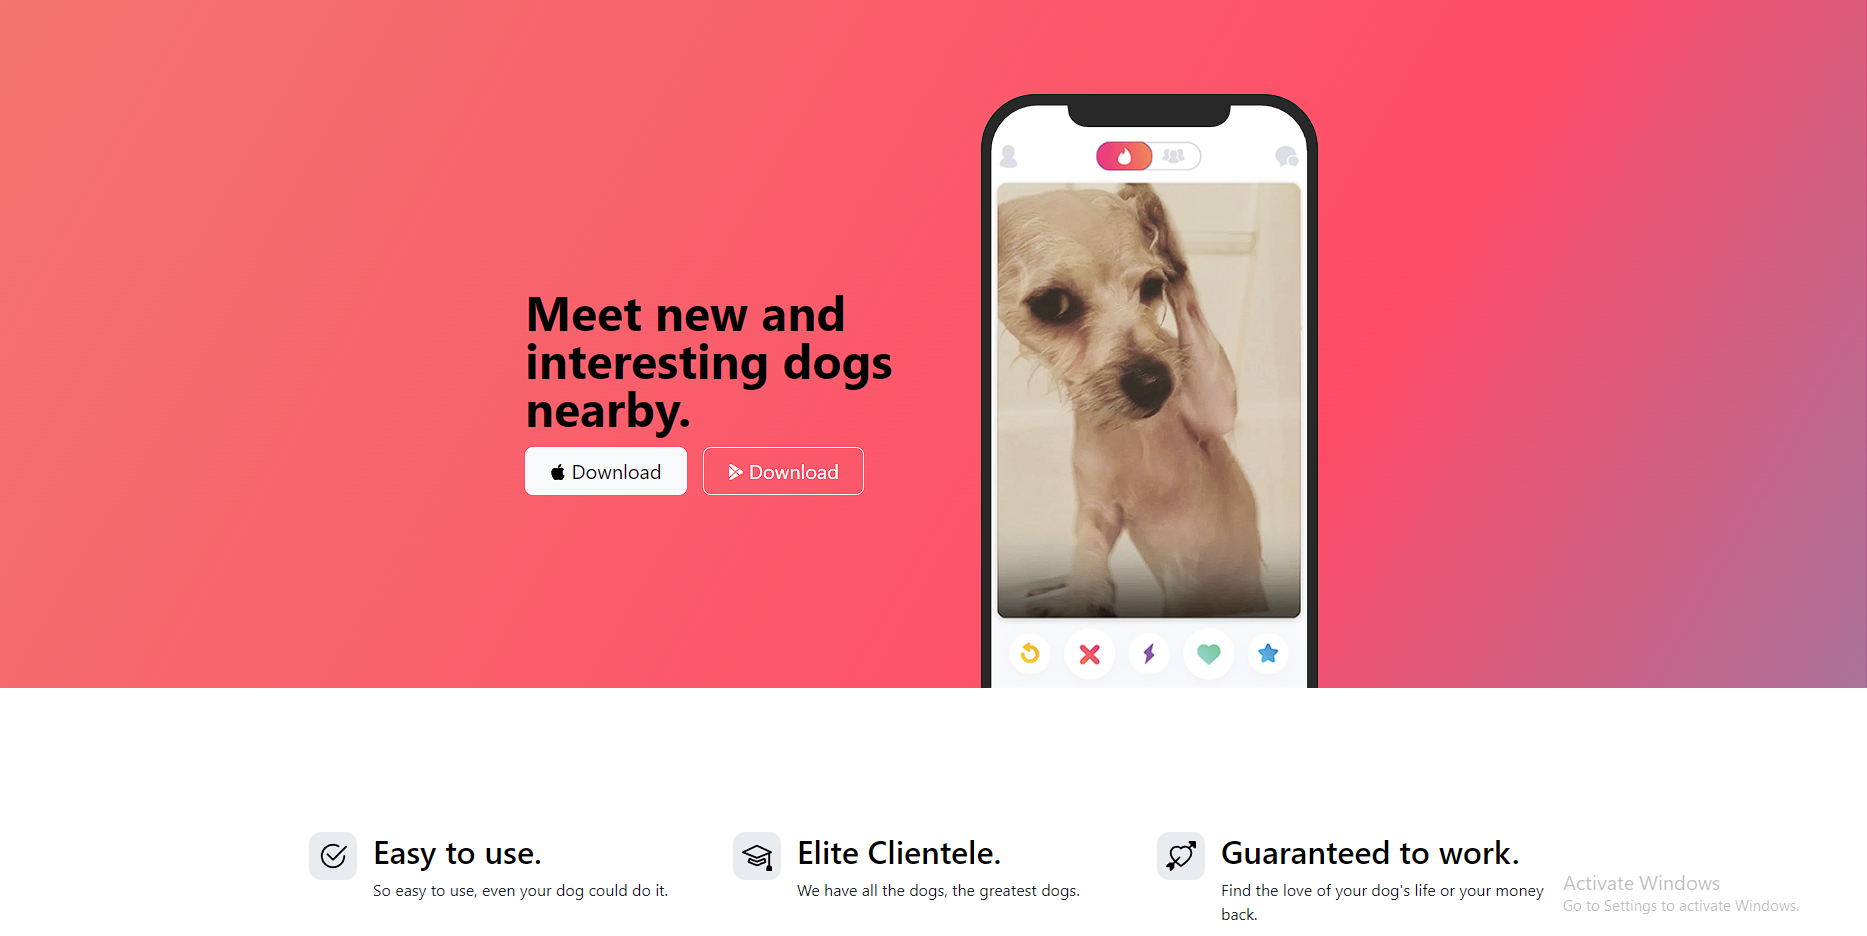 Meet new and
interesting dogs
nearby.
Download
Download
Easy to use.
So easy to use, even your dog could do it.
Elite Clientele.
We have all the dogs, the greatest dogs.
Guaranteed to work.
Find the love of your dog's life or your money
back.
Activate Windows
Go to Settings to activate Windows.